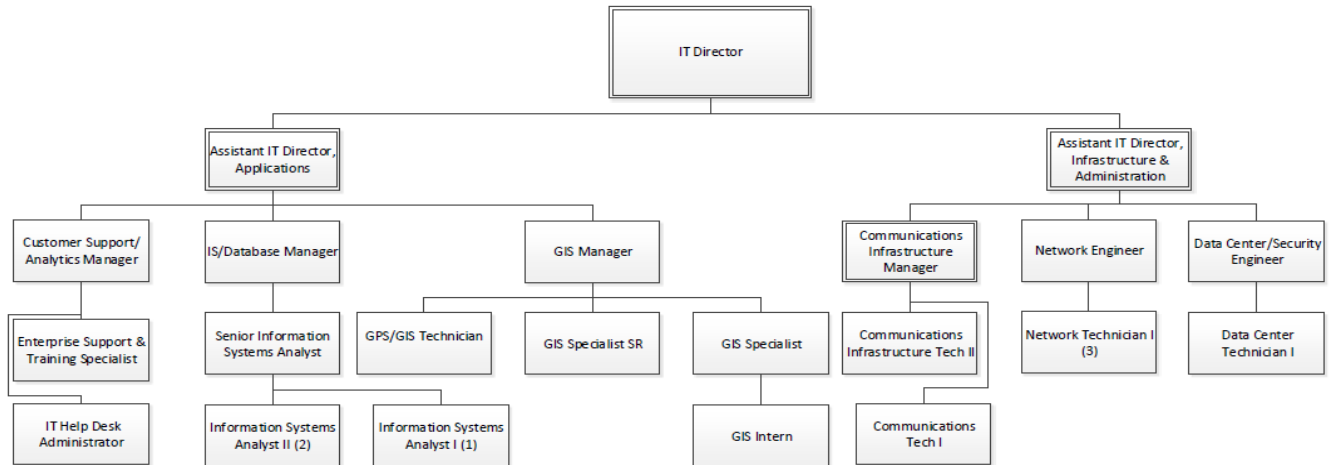 IT Director
Assistant IT Director,
Applications
Assistant IT Director,
Infrastructure &
Administration
Customer Support/
Analytics Manager
IS/Database Manager
GIS Manager
Communications
Infrastructure
Manager
Network Engineer
Data Center/Security
Engineer
Enterprise Support &
Training Specialist
Senior Information
Systems Analyst
GPS/GIS Technician
GIS Specialist SR
GIS Specialist
Communications
Infrastructure Tech II
Network Technician I
(3)
Data Center
Technician I
IT Help Desk
Administrator
Information Systems
Analyst II (2)
Information Systems
Analyst I (1)
GIS Intern
Communications
Tech I